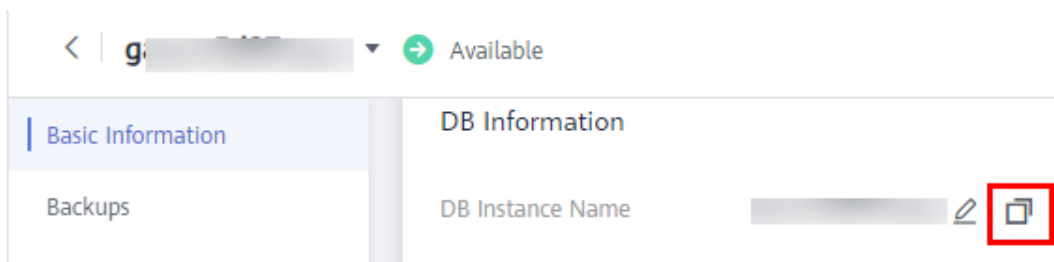 Available
Basic Information
DB Information
Backups
DB Instance Name